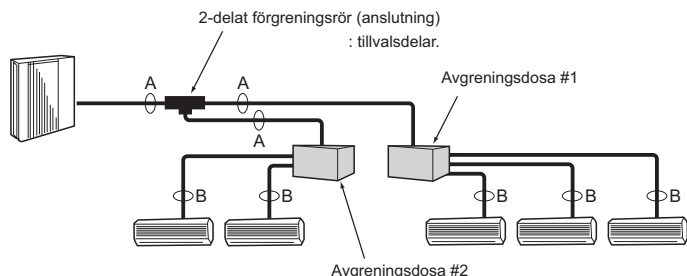 2-delat förgreningsrör (anslutning)
: tillvalsdelar.
Avgreningsdosa #1
A
A
A
B
B
B
B
B
Avgreningsdosa #2